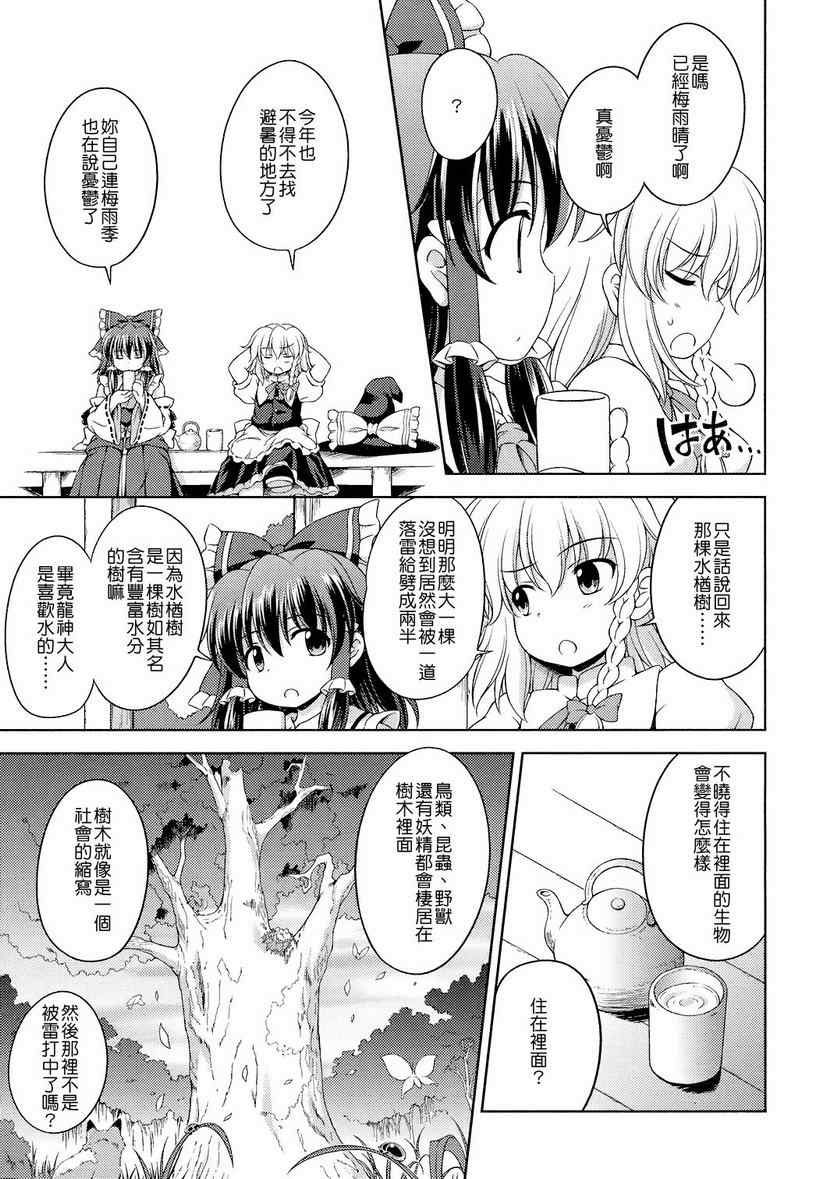 是嗎
已經梅雨晴了啊
真憂鬱啊
？
はあ…
今年也
不得不去找
避暑的地方了
妳自己連梅雨季
也在說憂鬱了
只是話說回來
那棵水楢樹
……
明明那麼大一棵
沒想到居然會被一道
落雷給劈成兩半
因為水楢樹
是一棵樹如其名
含有豐富水分
的樹嘛
畢竟龍神大人
是喜歡水的……
不曉得住在裡面的生物
會變得怎麼樣
住在裡面？
鳥類、昆蟲、野獸
還有妖精都會棲居在
樹木裡面
樹木就像是一個
社會的縮寫
然後那裡不是
被雷打中了嗎？